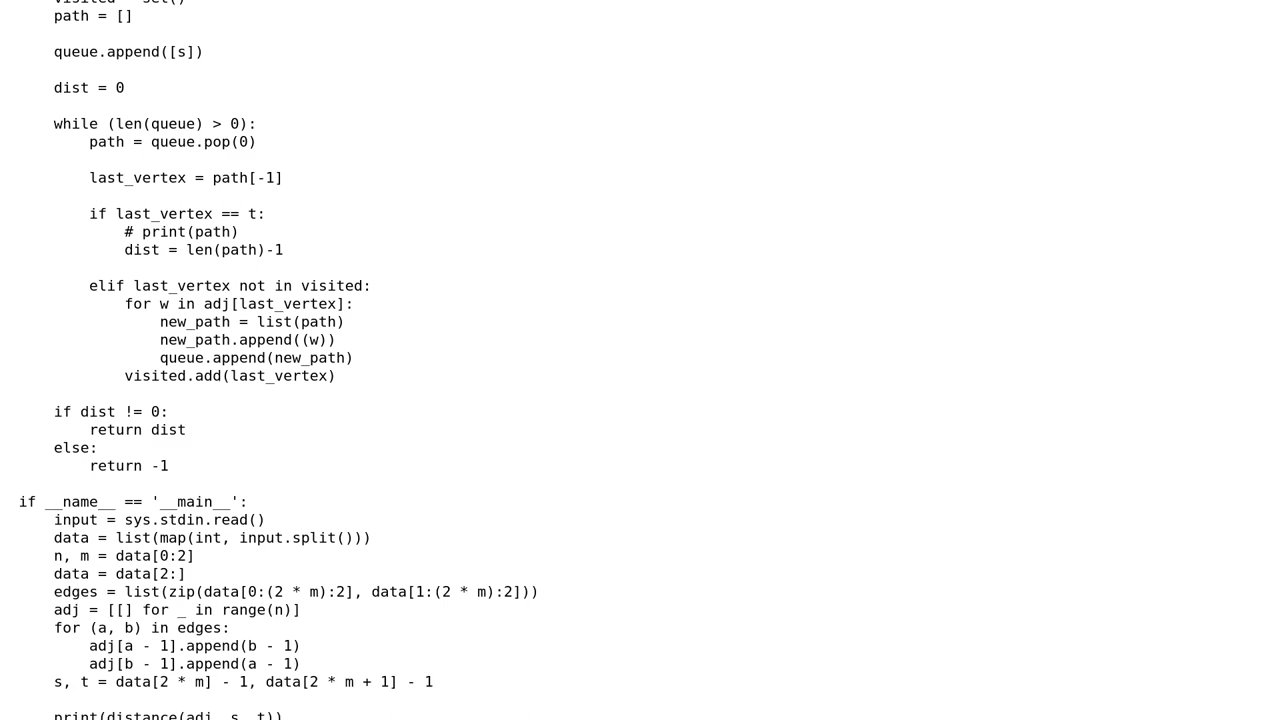 visited = set()
path = []
queue.append([s])
dist = 0
while (len(queue) > 0):
path = queue.pop(0)
last_vertex = path[-1]
if last_vertex == t:
# print(path)
dist = len(path)-1
elif last_vertex not in visited:
for w in adj[last_vertex]:
new_path = list(path)
new_path.append((w))
queue.append(new_path)
visited.add(last_vertex)
if dist != 0:
return dist
else:
return -1
if __name__ == '__main__':
input = sys.stdin.read()
data = list(map(int, input.split()))
n, m = data[0:2]
data = data[2:]
edges = list(zip(data[0:(2 * m):2], data[1:(2 * m):2]))
adj = [[] for _ in range(n)]
for (a, b) in edges:
adj[a - 1].append(b - 1)
adj[b - 1].append(a - 1)
s, t = data[2 * m] - 1, data[2 * m + 1] - 1
print(distance(adj, s, t))